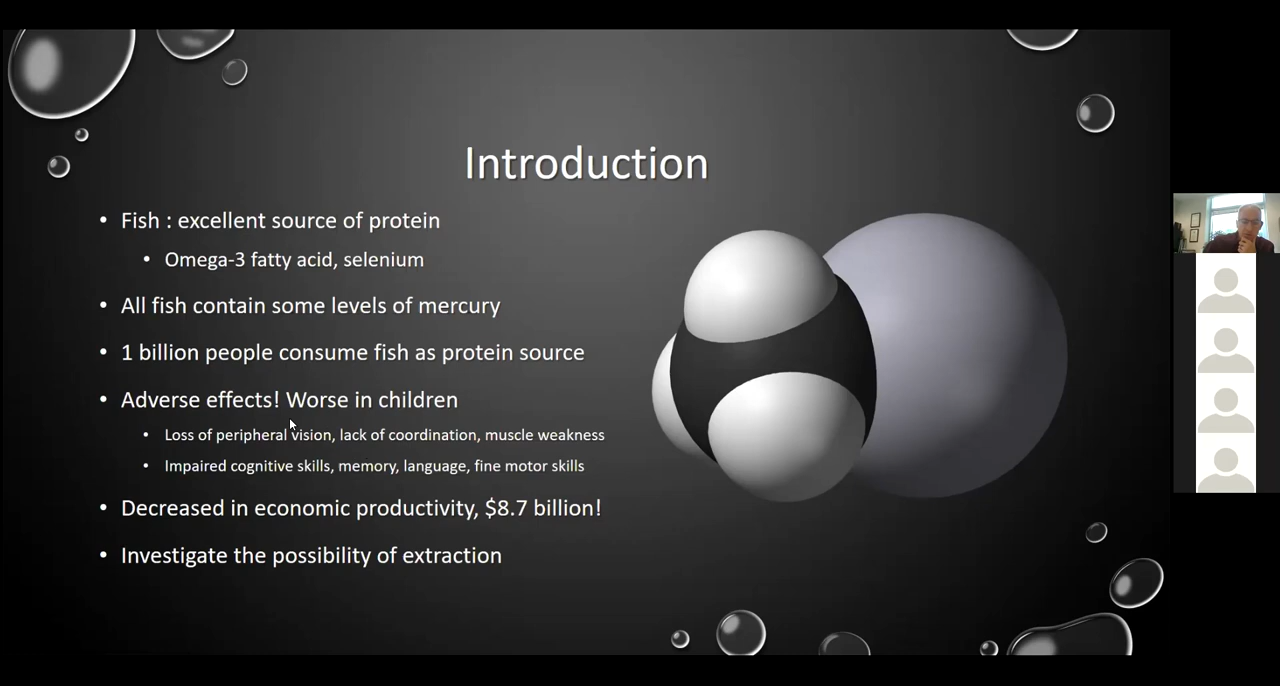 Introduction
• Fish : excellent source of protein
• Omega-3 fatty acid, selenium
• All fish contain some levels of mercury
• 1 billion people consume fish as protein source
• Adverse effects! Worse in children
• Loss of peripheral vision, lack of coordination, muscle weakness
• Impaired cognitive skills, memory, language, fine motor skills
• Decreased in economic productivity, $8.7 billion!
• Investigate the possibility of extraction